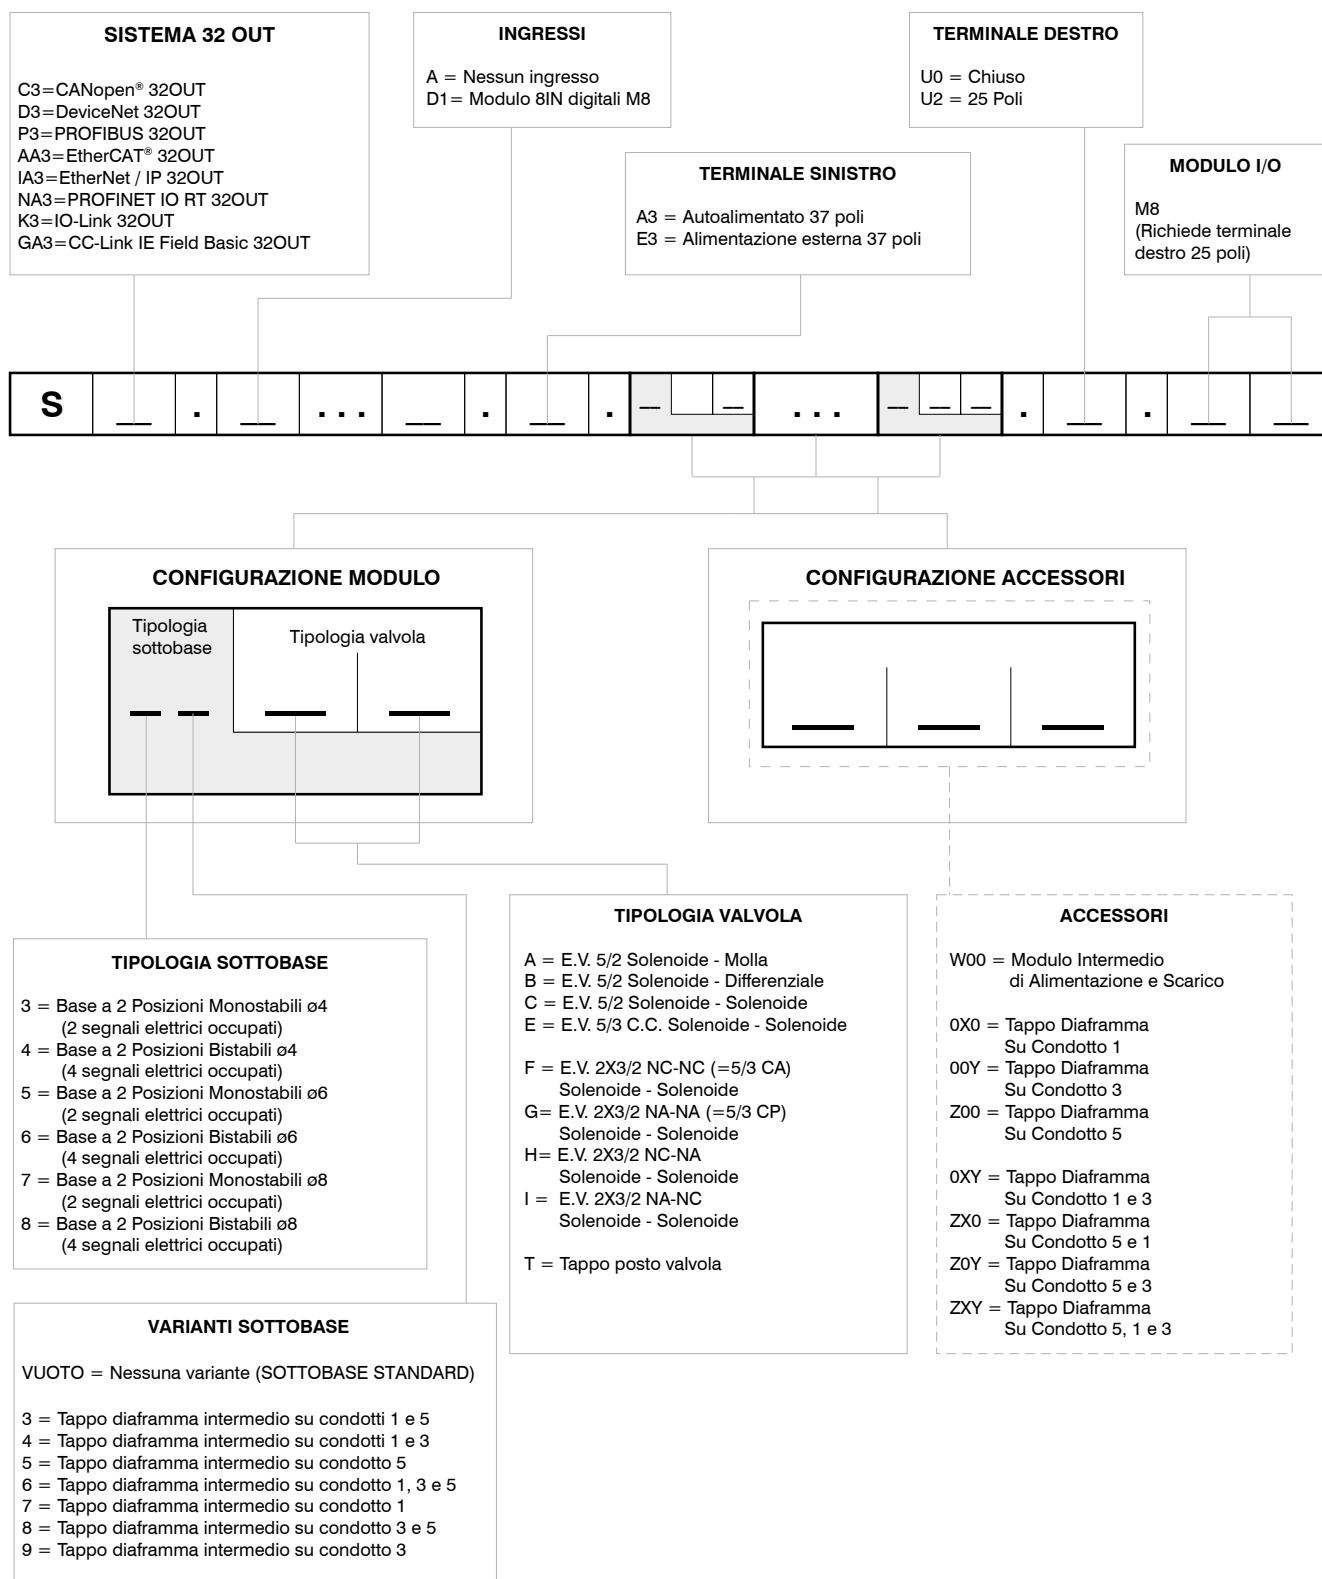 SISTEMA 32 OUT
C3=CANopen® 32OUT
D3=DeviceNet 32OUT
P3=PROFIBUS 32OUT
AA3=EtherCAT® 32OUT
IA3=EtherNet / IP 32OUT
NA3=PROFINET IO RT 32OUT
K3=IO-Link 32OUT
GA3=CC-Link IE Field Basic 32OUT
INGRESSI
A = Nessun ingresso
D1= Modulo 8IN digitali M8
TERMINALE SINISTRO
A3 = Autoalimentato 37 poli
E3 = Alimentazione esterna 37 poli
TERMINALE DESTRO
U0 = Chiuso
U2 = 25 Poli
MODULO I/O
M8
(Richiede terminale
destro 25 poli)
S __ . __ ... __ . __ . __ __ ... __ __ __ . __ . __ __
CONFIGURAZIONE MODULO
Tipologia
sottobase
Tipologia valvola
CONFIGURAZIONE ACCESSORI
TIPOLOGIA SOTTOBASE
3 = Base a 2 Posizioni Monostabili ø4
(2 segnali elettrici occupati)
4 = Base a 2 Posizioni Bistabili ø4
(4 segnali elettrici occupati)
5 = Base a 2 Posizioni Monostabili ø6
(2 segnali elettrici occupati)
6 = Base a 2 Posizioni Bistabili ø6
(4 segnali elettrici occupati)
7 = Base a 2 Posizioni Monostabili ø8
(2 segnali elettrici occupati)
8 = Base a 2 Posizioni Bistabili ø8
(4 segnali elettrici occupati)
VARIANTI SOTTOBASE
VUOTO = Nessuna variante (SOTTOBASE STANDARD)
3 = Tappo diaframma intermedio su condotti 1 e 5
4 = Tappo diaframma intermedio su condotti 1 e 3
5 = Tappo diaframma intermedio su condotto 5
6 = Tappo diaframma intermedio su condotto 1, 3 e 5
7 = Tappo diaframma intermedio su condotto 1
8 = Tappo diaframma intermedio su condotto 3 e 5
9 = Tappo diaframma intermedio su condotto 3
TIPOLOGIA VALVOLA
A = E.V. 5/2 Solenoide - Molla
B = E.V. 5/2 Solenoide - Differenziale
C = E.V. 5/2 Solenoide - Solenoide
E = E.V. 5/3 C.C. Solenoide - Solenoide
F = E.V. 2X3/2 NC-NC (=5/3 CA)
Solenoide - Solenoide
G= E.V. 2X3/2 NA-NA (=5/3 CP)
Solenoide - Solenoide
H= E.V. 2X3/2 NC-NA
Solenoide - Solenoide
I = E.V. 2X3/2 NA-NC
Solenoide - Solenoide
T = Tappo posto valvola
ACCESSORI
W00 = Modulo Intermedio
di Alimentazione e Scarico
0X0 = Tappo Diaframma
Su Condotto 1
00Y = Tappo Diaframma
Su Condotto 3
Z00 = Tappo Diaframma
Su Condotto 5
0XY = Tappo Diaframma
Su Condotto 1 e 3
ZX0 = Tappo Diaframma
Su Condotto 5 e 1
Z0Y = Tappo Diaframma
Su Condotto 5 e 3
ZXY = Tappo Diaframma
Su Condotto 5, 1 e 3